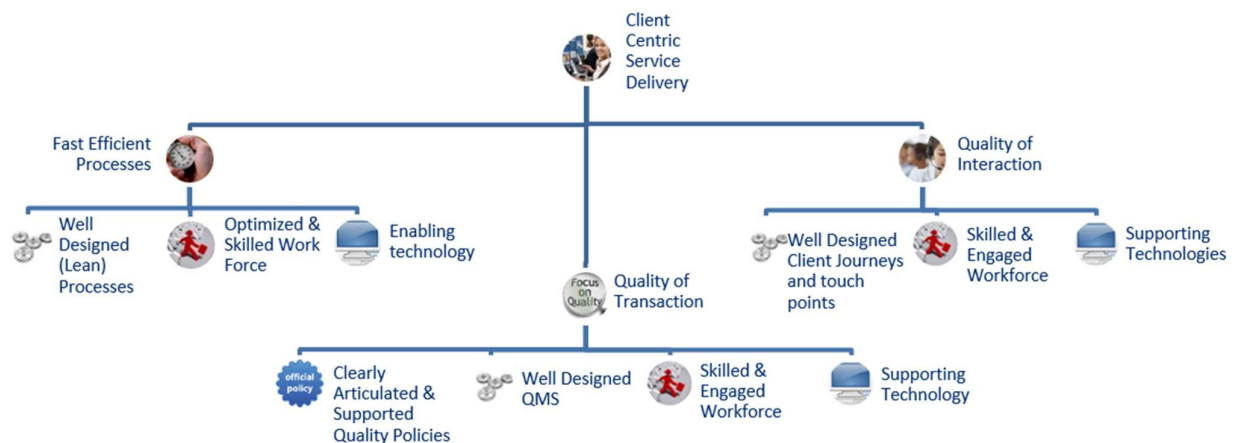 Client
Centric
Service
Delivery
Fast Efficient
Processes
Quality of
Interaction
Well
Designed
(Lean)
Processes
Optimized &
Skilled Work
Force
Enabling
technology
Well Designed
Client Journeys
and touch
points
Skilled &
Engaged
Workforce
Supporting
Technologies
Focus
on
Quality
Quality of
Transaction
official
policy
Clearly
Articulated &
Supported
Quality Policies
Well Designed
QMS
Skilled &
Engaged
Workforce
Supporting
Technology